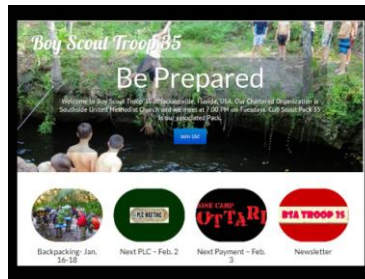 Boy Scout Troop 35
Be Prepared
Welcome to Boy Scout Troop 35 in Jacksonville, Florida, USA. Our Chartered Organization is
Southside United Methodist Church and we meet at 7:00 PM on Tuesdays. Cub Scout Pack 35
is our associated Pack.
Join Us!
PLC MEETING
CAMP
BSA TROOP 35
Backpacking- Jan.
16-18
Next PLC – Feb. 2
Next Payment – Feb.
3
Newsletter